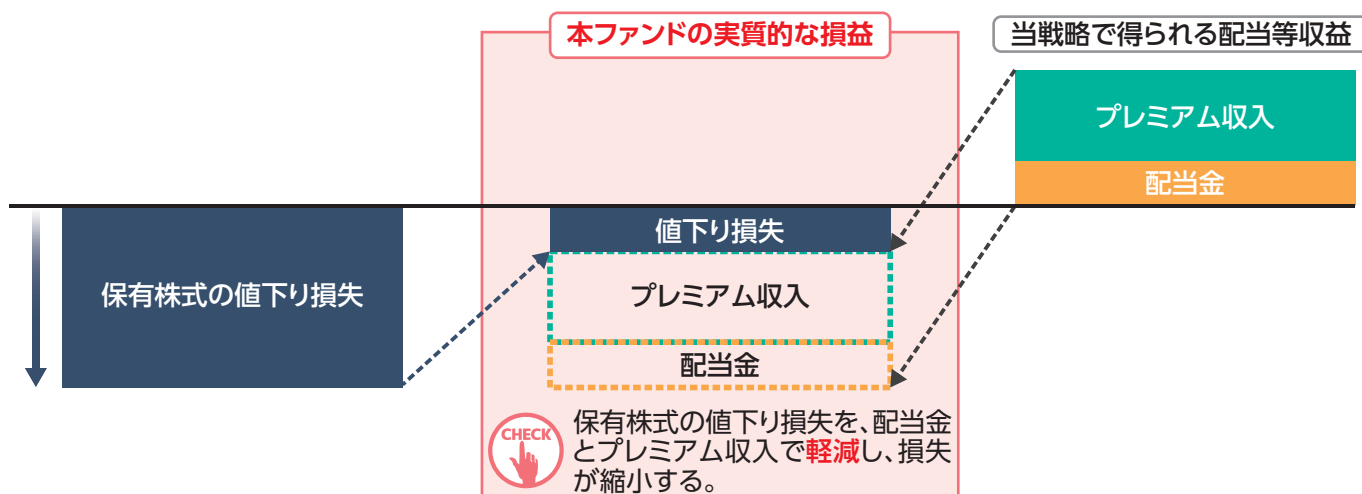 本ファンドの実質的な損益
当戦略で得られる配当等収益
プレミアム収入
配当金
保有株式の値下り損失
値下り損失
プレミアム収入
配当金
CHECK
保有株式の値下り損失を、配当金
とプレミアム収入で軽減し、損失
が縮小する。